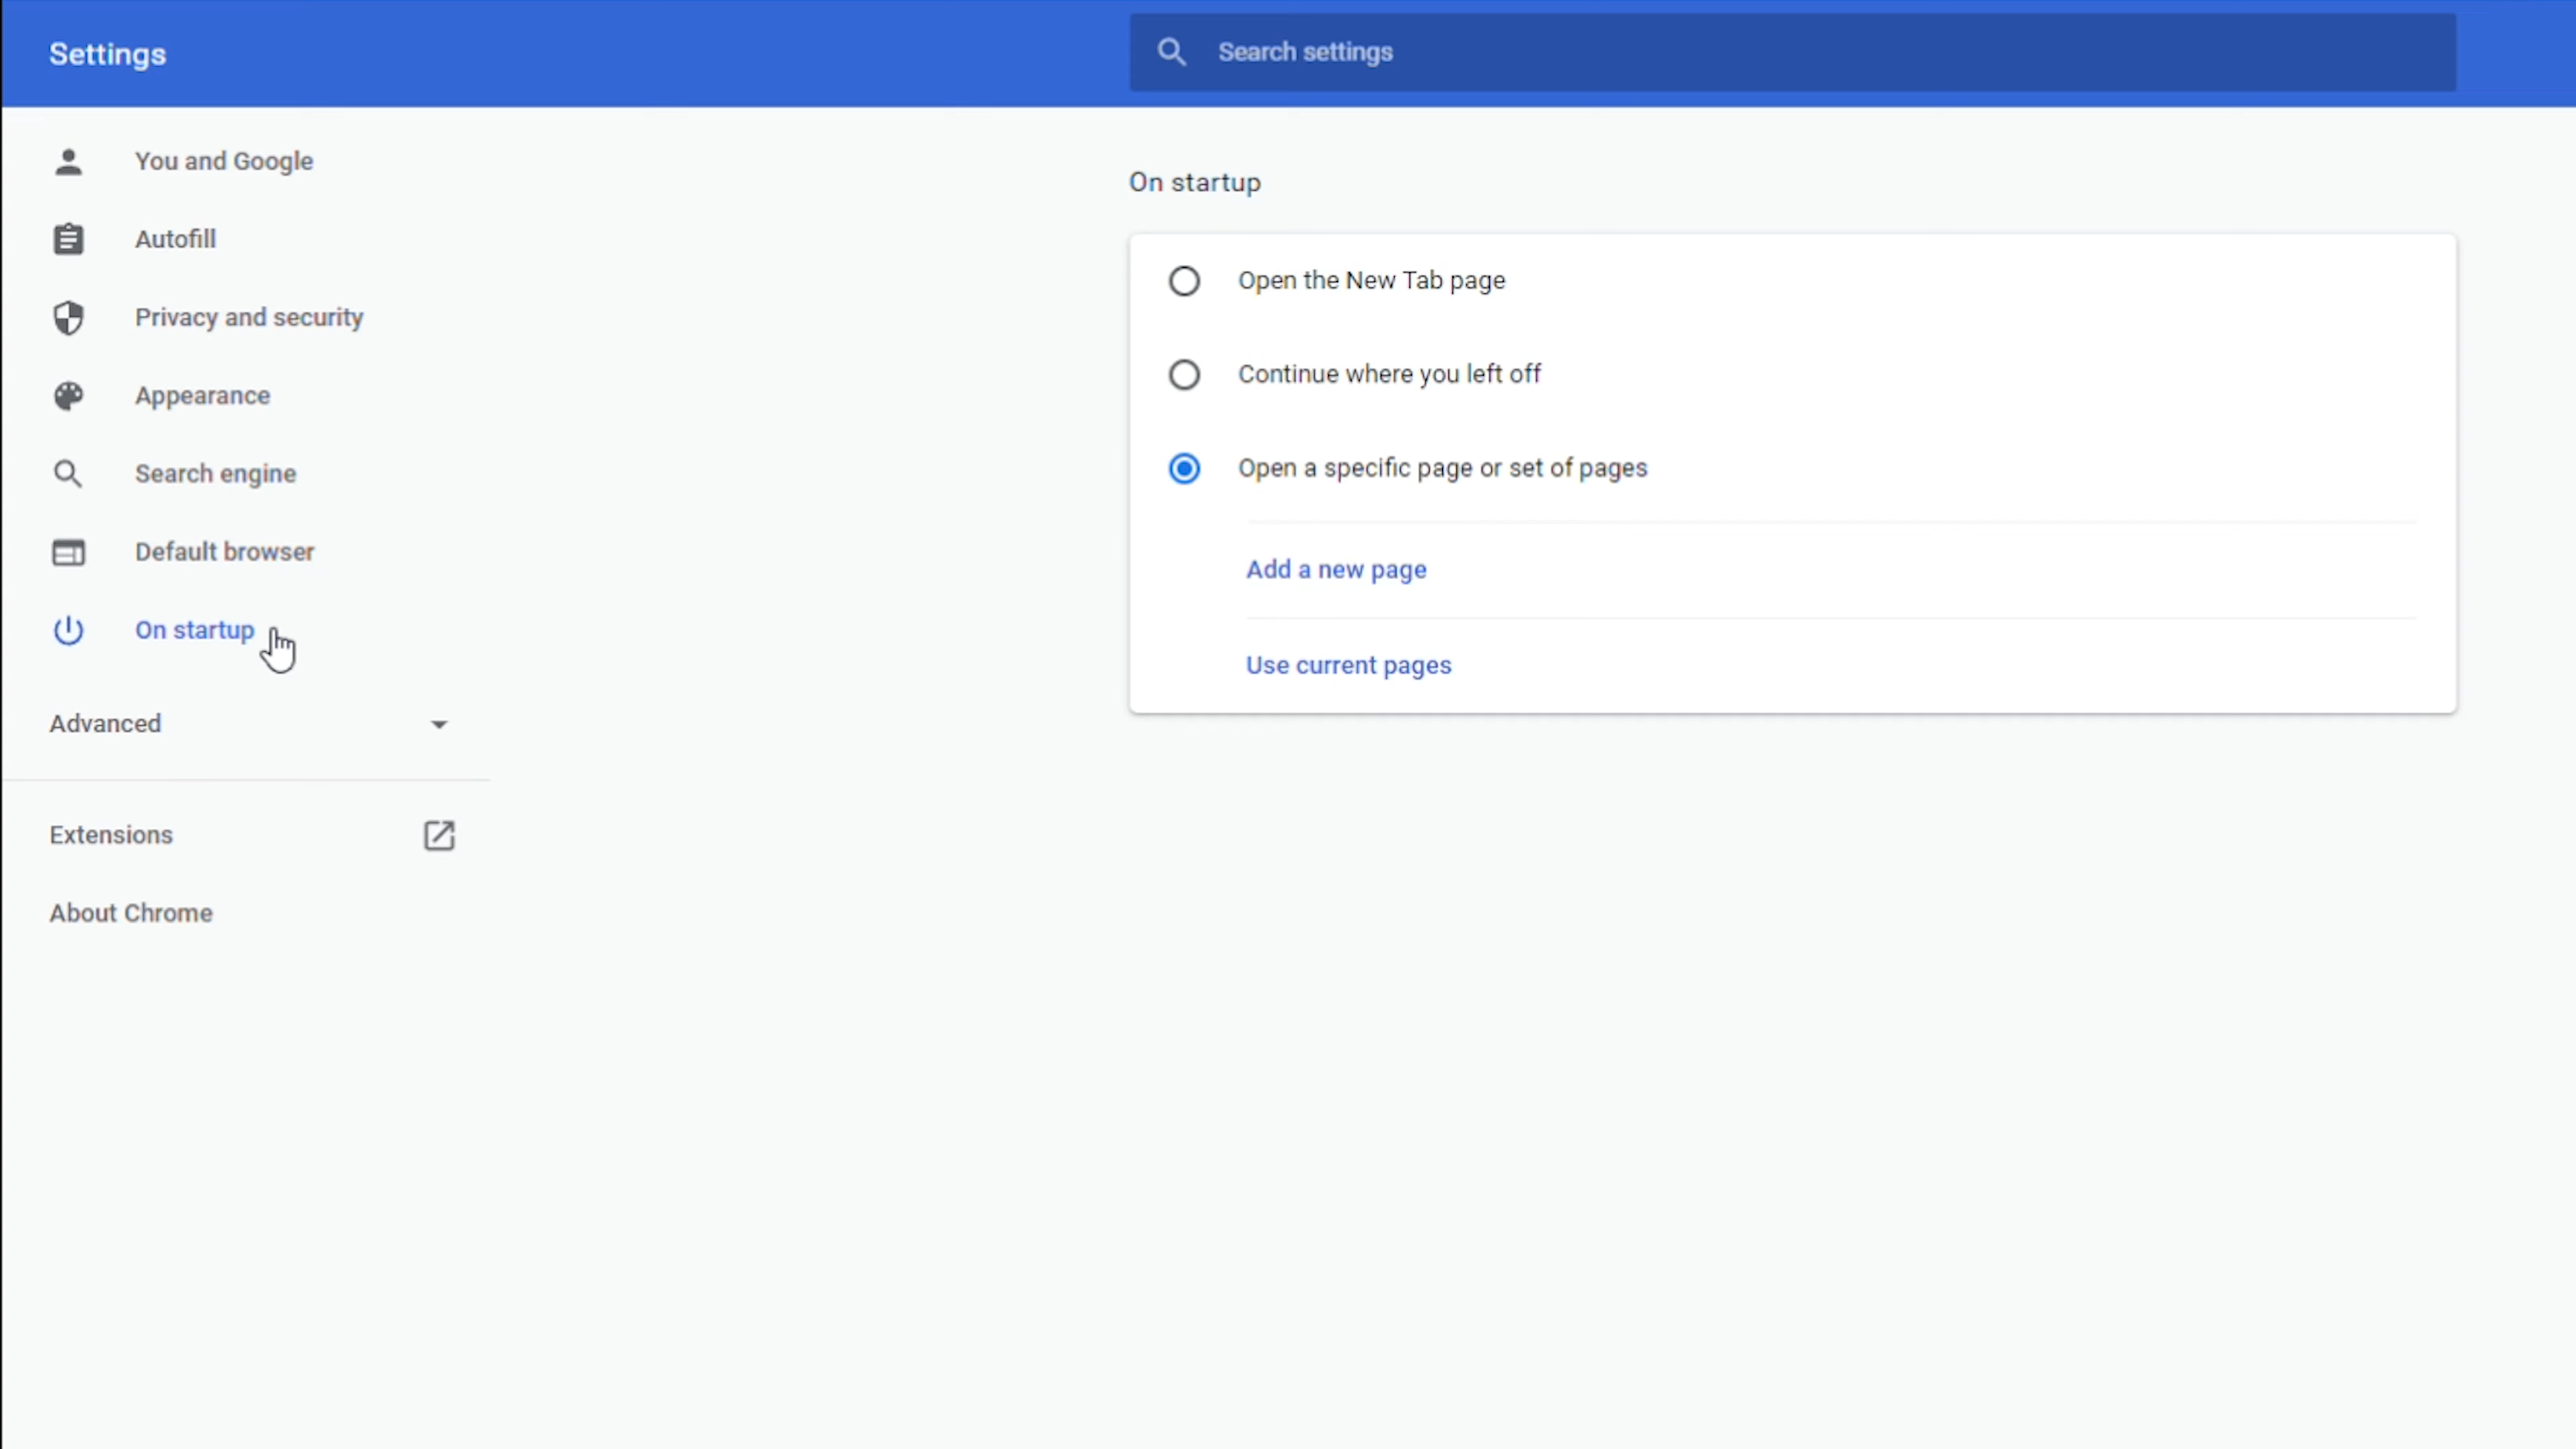 Settings
Search settings
You and Google
Autofill
Privacy and security
Appearance
Search engine
Default browser
On startup
Advanced
Extensions
About Chrome
On startup
Open the New Tab page
Continue where you left off
Open a specific page or set of pages
Add a new page
Use current pages